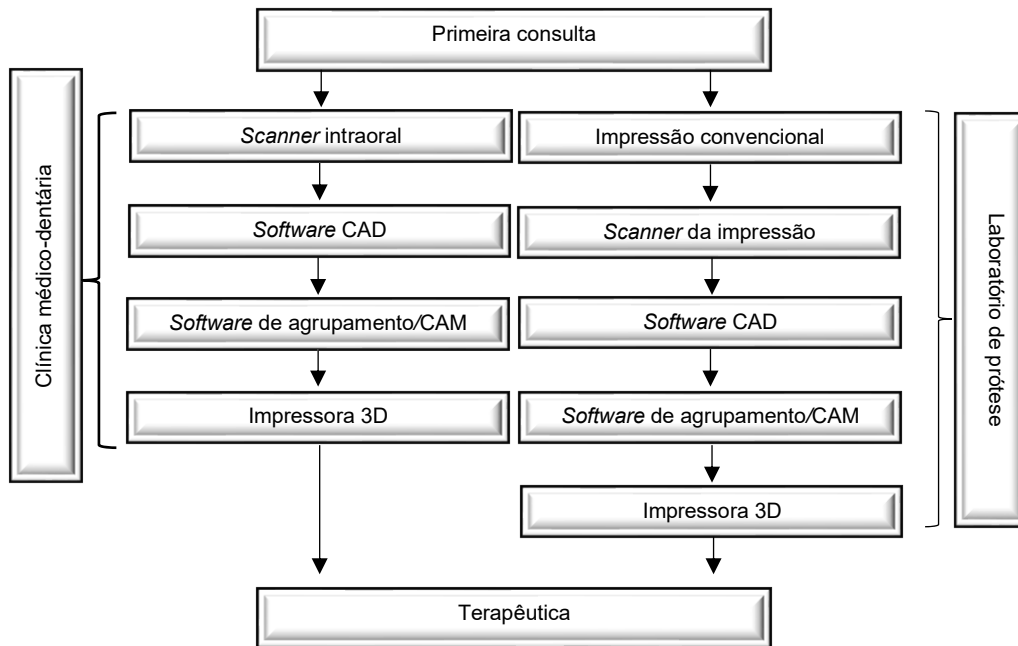 Primeira consulta
Clínica médico-dentária
Scanner intraoral
Software CAD
Software de agrupamento/CAM
Impressora 3D
Impressão convencional
Scanner da impressão
Software CAD
Software de agrupamento/CAM
Impressora 3D
Laboratório de prótese
Terapêutica